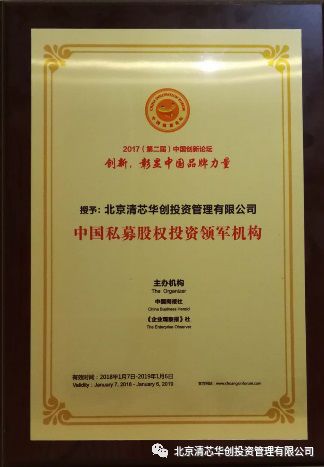 2017(第二届)中国创新论坛
创新,彰显中国品牌力量
授予:北京清芯华创投资管理有限公司
中国私募股权投资领军机构
主办机构
The Organizer
中国商报社
China Business Herald
《企业观察报》社
The Enterprise Observer
有效时间:2018年1月7日-2019年1月6日
Validity: January 7, 2018 - January 6, 2019
北京清芯华创投资管理有限公司